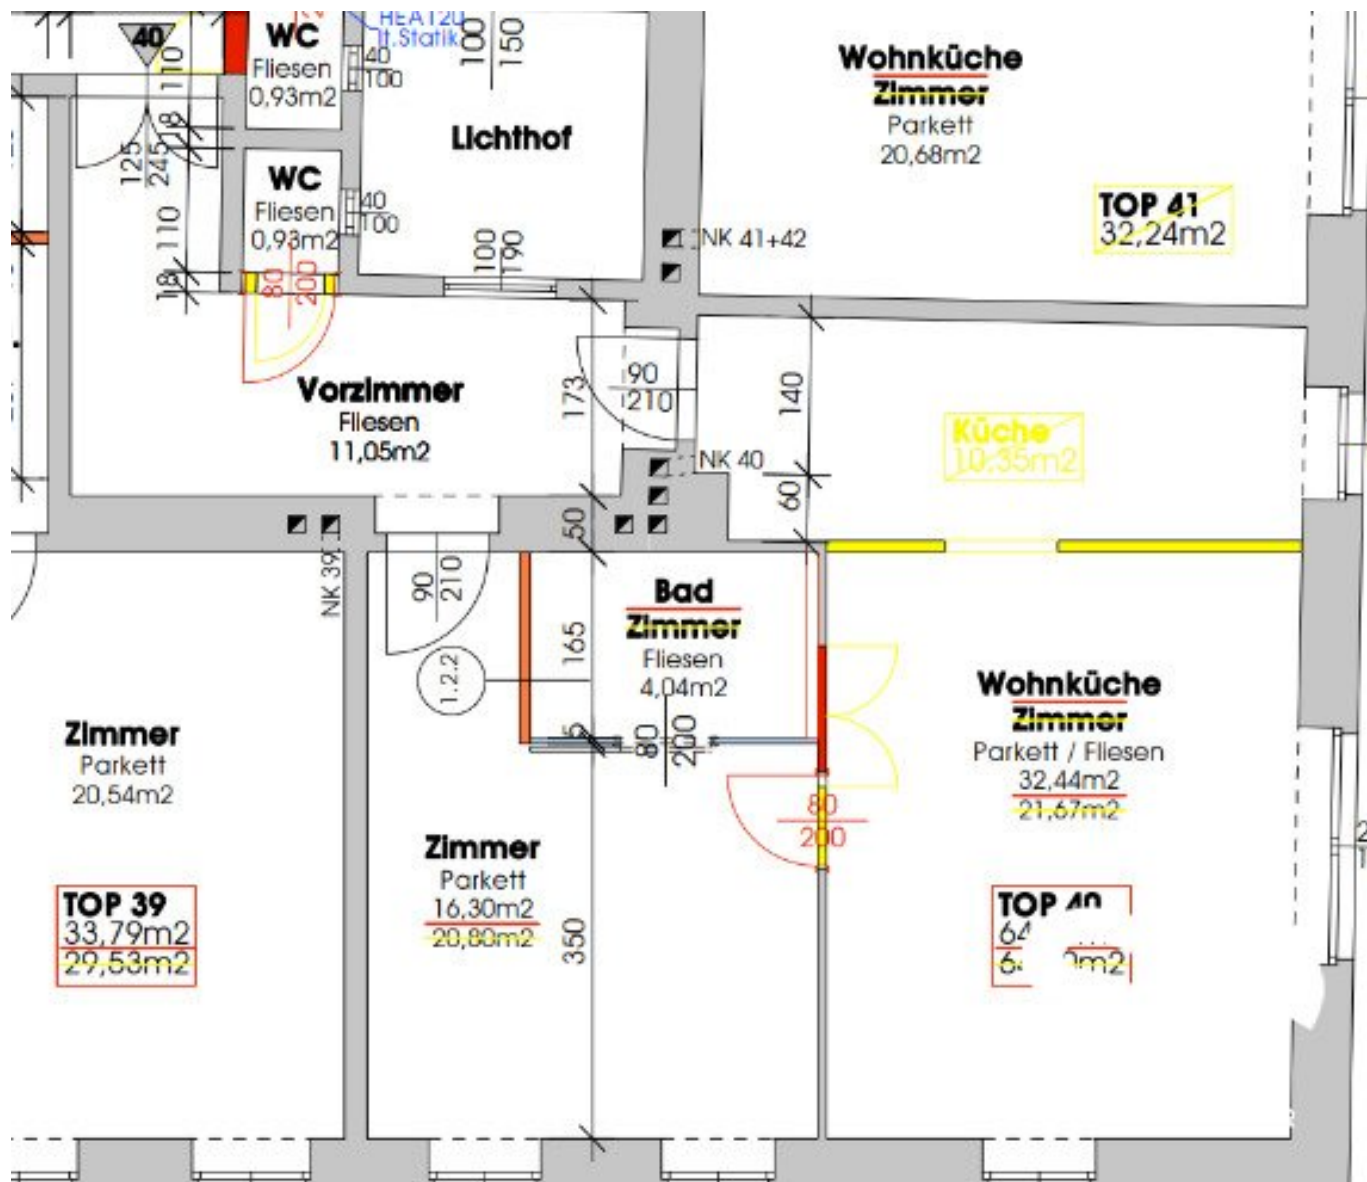 40
110
WC
Fliesen
0,93m2
HEA120
lt.Statik
40
100
100
150
Lichthof
Wohnküche
Zimmer
Parkett
20,68m2
TOP 41
32,24m2
125
245
18
110
18
WC
Fliesen
0,93m2
40
100
80
200
100
190
NK 41+42
Vorzimmer
Fliesen
11,05m2
173
90
210
140
Küche
10,35m2
NK 40
60
50
NK 39
90
210
1.2.2
165
5
Bad
Zimmer
Fliesen
4,04m2
80
200
Wohnküche
Zimmer
Parkett / Fliesen
32,44m2
21,67m2
80
200
Zimmer
Parkett
20,54m2
Zimmer
Parkett
16,30m2
20,80m2
350
TOP 39
33,79m2
29,53m2
TOP 40